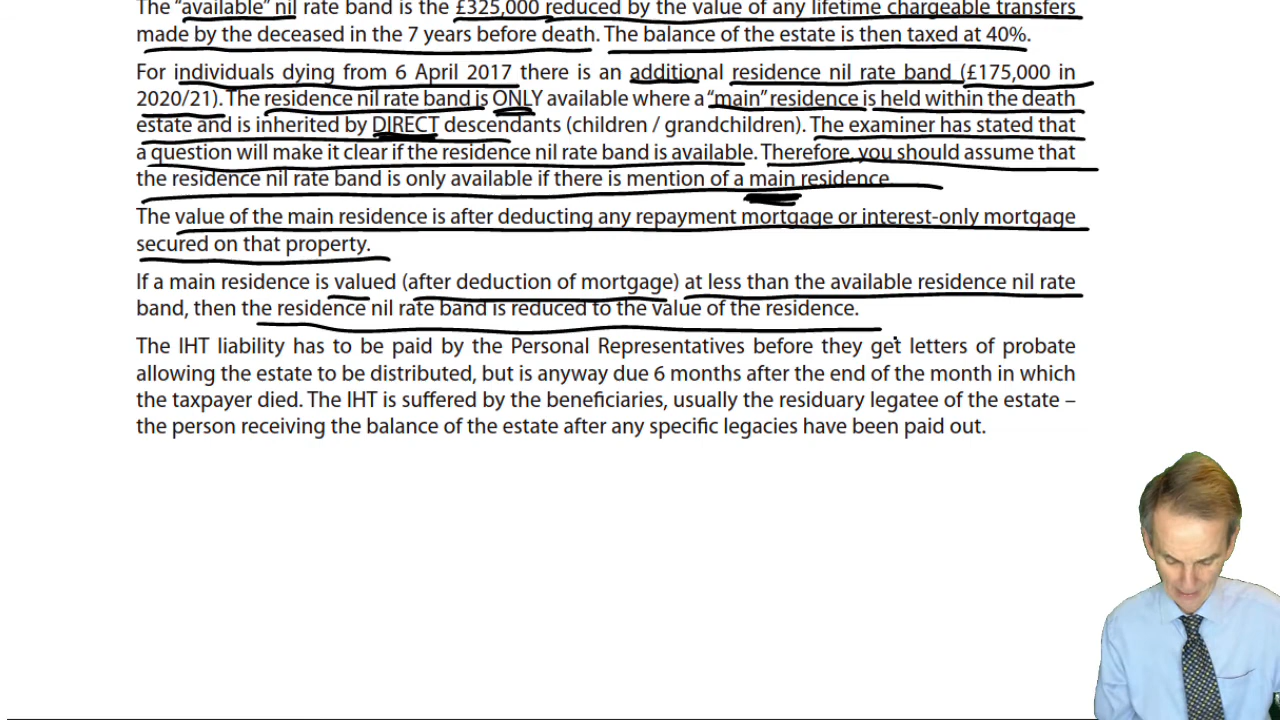 The “available” nil rate band is the £325,000 reduced by the value of any lifetime chargeable transfers
made by the deceased in the 7 years before death. The balance of the estate is then taxed at 40%.
For individuals dying from 6 April 2017 there is an additional residence nil rate band (£175,000 in
2020/21). The residence nil rate band is ONLY available where a “main” residence is held within the death
estate and is inherited by DIRECT descendants (children / grandchildren). The examiner has stated that
a question will make it clear if the residence nil rate band is available. Therefore, you should assume that
the residence nil rate band is only available if there is mention of a main residence.
The value of the main residence is after deducting any repayment mortgage or interest-only mortgage
secured on that property.
If a main residence is valued (after deduction of mortgage) at less than the available residence nil rate
band, then the residence nil rate band is reduced to the value of the residence.
The IHT liability has to be paid by the Personal Representatives before they get letters of probate
allowing the estate to be distributed, but is anyway due 6 months after the end of the month in which
the taxpayer died. The IHT is suffered by the beneficiaries, usually the residuary legatee of the estate –
the person receiving the balance of the estate after any specific legacies have been paid out.